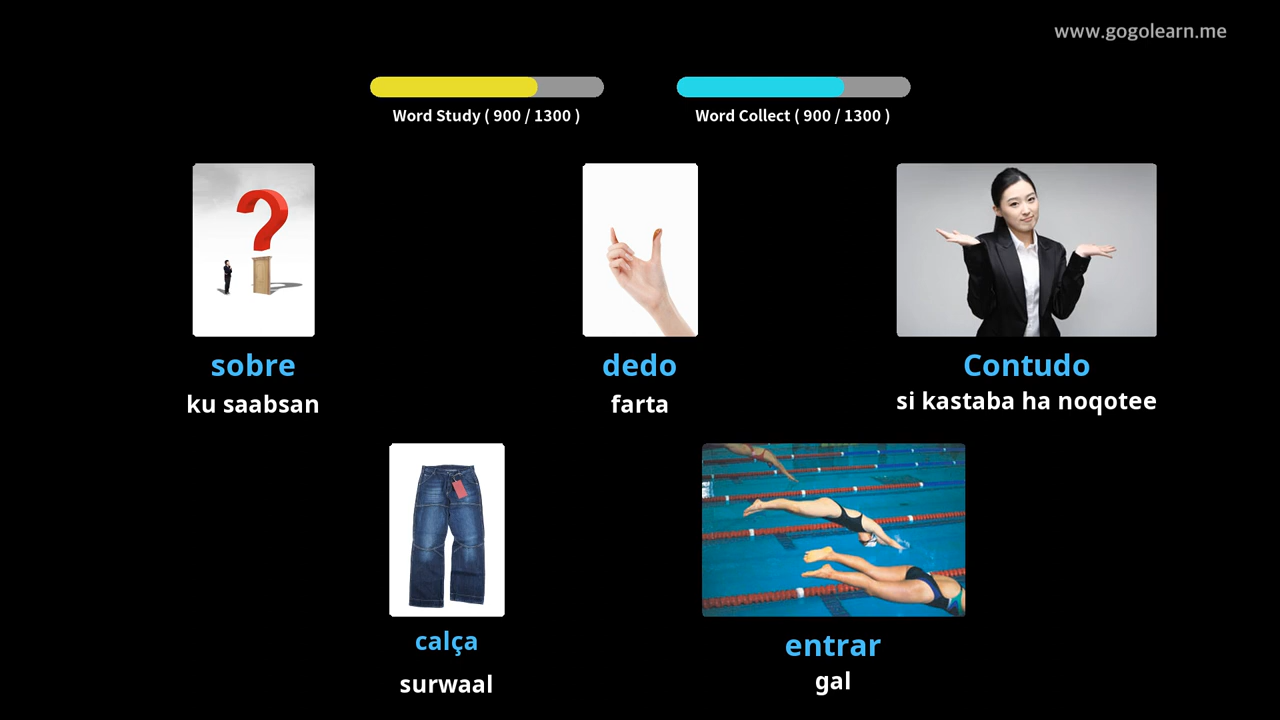 www.gogolearn.me
Word Study ( 900 / 1300 )
Word Collect ( 900 / 1300 )
sobre
ku saabsan
dedo
farta
Contudo
si kastaba ha noqotee
calça
surwaal
entrar
gal